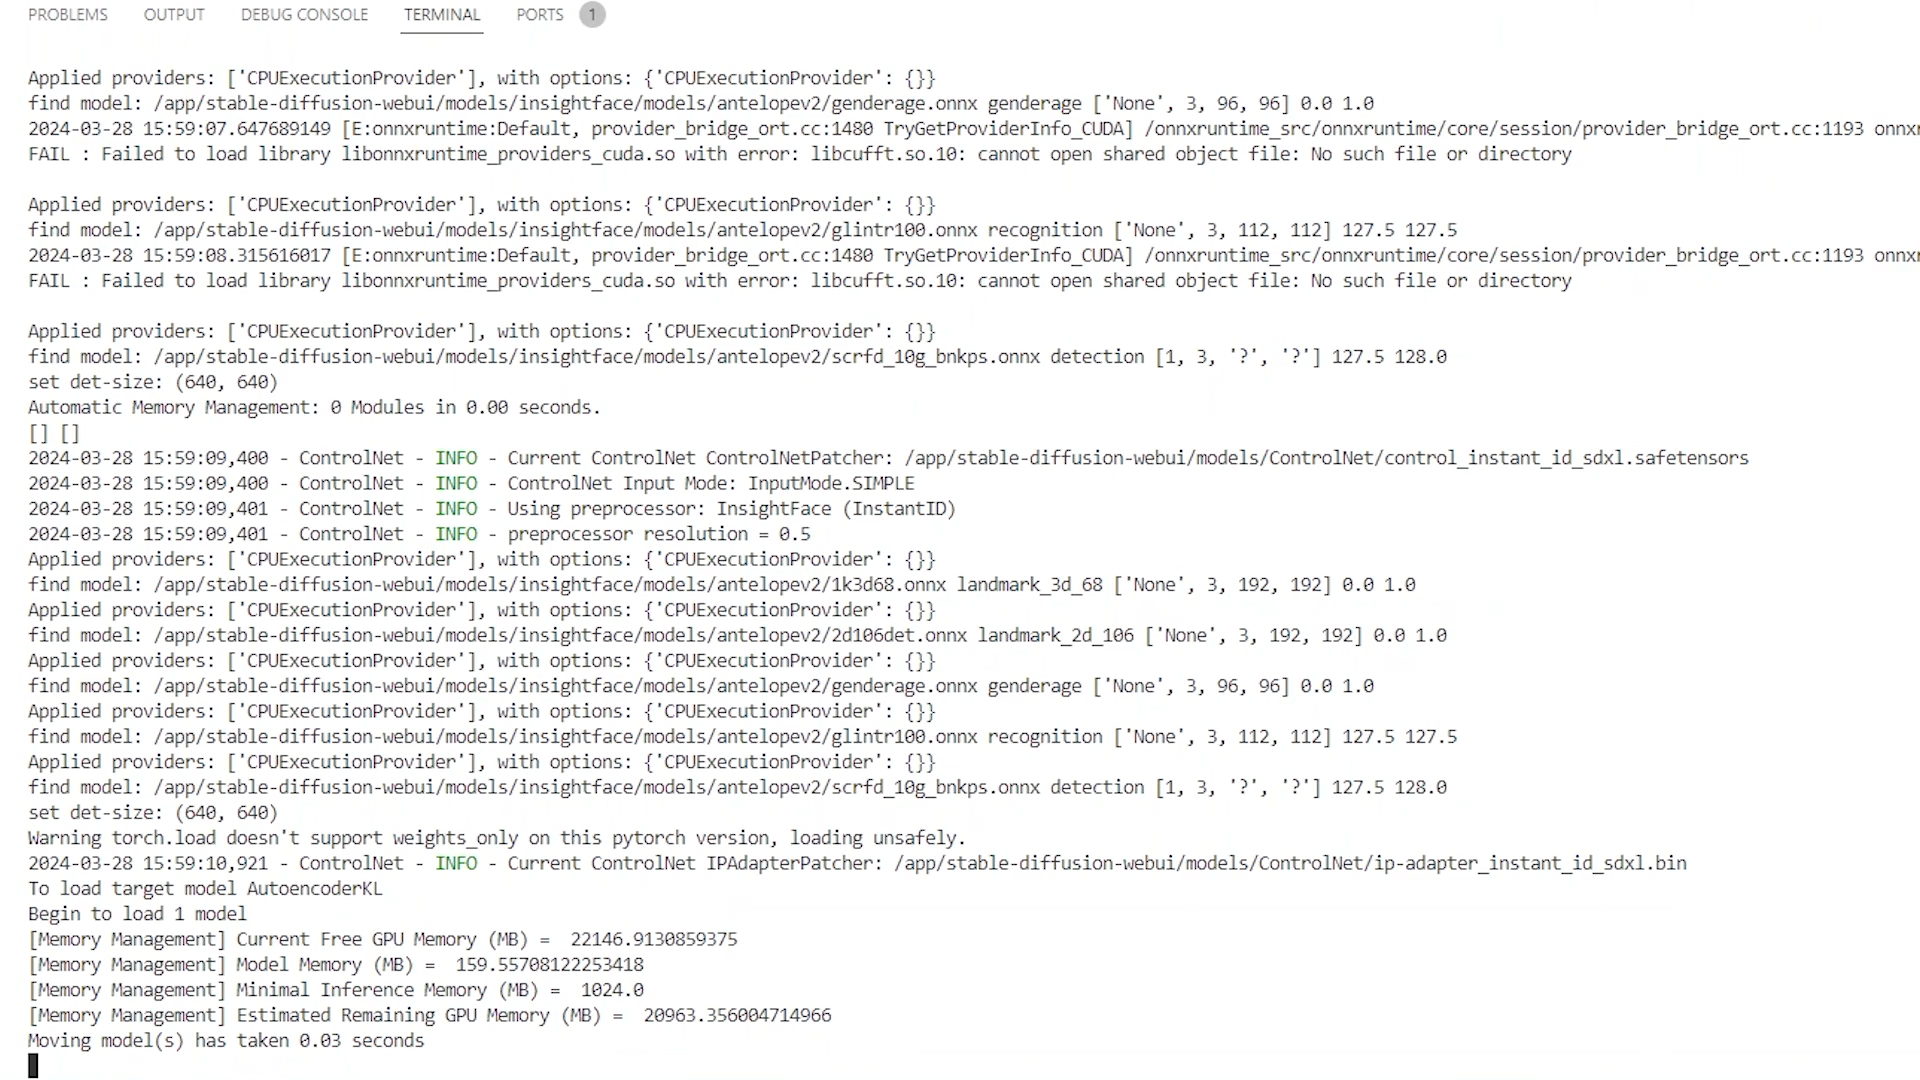 PROBLEMS OUTPUT DEBUG CONSOLE TERMINAL PORTS 1
Applied providers: ['CPUExecutionProvider'], with options: {'CPUExecutionProvider': {}}
find model: /app/stable-diffusion-webui/models/insightface/models/antelopev2/genderage.onnx genderage ['None', 3, 96, 96] 0.0 1.0
2024-03-28 15:59:07.647689149 [E:onnxruntime:Default, provider_bridge_ort.cc:1480 TryGetProviderInfo_CUDA] /onnxruntime_src/onnxruntime/core/session/provider_bridge_ort.cc:1193 onnxr
FAIL : Failed to load library libonnxruntime_providers_cuda.so with error: libcufft.so.10: cannot open shared object file: No such file or directory
Applied providers: ['CPUExecutionProvider'], with options: {'CPUExecutionProvider': {}}
find model: /app/stable-diffusion-webui/models/insightface/models/antelopev2/glintr100.onnx recognition ['None', 3, 112, 112] 127.5 127.5
2024-03-28 15:59:08.315616017 [E:onnxruntime:Default, provider_bridge_ort.cc:1480 TryGetProviderInfo_CUDA] /onnxruntime_src/onnxruntime/core/session/provider_bridge_ort.cc:1193 onnxr
FAIL : Failed to load library libonnxruntime_providers_cuda.so with error: libcufft.so.10: cannot open shared object file: No such file or directory
Applied providers: ['CPUExecutionProvider'], with options: {'CPUExecutionProvider': {}}
find model: /app/stable-diffusion-webui/models/insightface/models/antelopev2/scrfd_10g_bnkps.onnx detection [1, 3, '?', '?'] 127.5 128.0
set det-size: (640, 640)
Automatic Memory Management: 0 Modules in 0.00 seconds.
[] []
2024-03-28 15:59:09,400 - ControlNet - INFO - Current ControlNet ControlNetPatcher: /app/stable-diffusion-webui/models/ControlNet/control_instant_id_sdxl.safetensors
2024-03-28 15:59:09,400 - ControlNet - INFO - ControlNet Input Mode: InputMode.SIMPLE
2024-03-28 15:59:09,401 - ControlNet - INFO - Using preprocessor: InsightFace (InstantID)
2024-03-28 15:59:09,401 - ControlNet - INFO - preprocessor resolution = 0.5
Applied providers: ['CPUExecutionProvider'], with options: {'CPUExecutionProvider': {}}
find model: /app/stable-diffusion-webui/models/insightface/models/antelopev2/1k3d68.onnx landmark_3d_68 ['None', 3, 192, 192] 0.0 1.0
Applied providers: ['CPUExecutionProvider'], with options: {'CPUExecutionProvider': {}}
find model: /app/stable-diffusion-webui/models/insightface/models/antelopev2/2d106det.onnx landmark_2d_106 ['None', 3, 192, 192] 0.0 1.0
Applied providers: ['CPUExecutionProvider'], with options: {'CPUExecutionProvider': {}}
find model: /app/stable-diffusion-webui/models/insightface/models/antelopev2/genderage.onnx genderage ['None', 3, 96, 96] 0.0 1.0
Applied providers: ['CPUExecutionProvider'], with options: {'CPUExecutionProvider': {}}
find model: /app/stable-diffusion-webui/models/insightface/models/antelopev2/glintr100.onnx recognition ['None', 3, 112, 112] 127.5 127.5
Applied providers: ['CPUExecutionProvider'], with options: {'CPUExecutionProvider': {}}
find model: /app/stable-diffusion-webui/models/insightface/models/antelopev2/scrfd_10g_bnkps.onnx detection [1, 3, '?', '?'] 127.5 128.0
set det-size: (640, 640)
Warning torch.load doesn't support weights_only on this pytorch version, loading unsafely.
2024-03-28 15:59:10,921 - ControlNet - INFO - Current ControlNet IPAdapterPatcher: /app/stable-diffusion-webui/models/ControlNet/ip-adapter_instant_id_sdxl.bin
To load target model AutoencoderKL
Begin to load 1 model
[Memory Management] Current Free GPU Memory (MB) =  22146.9130859375
[Memory Management] Model Memory (MB) =  159.55708122253418
[Memory Management] Minimal Inference Memory (MB) =  1024.0
[Memory Management] Estimated Remaining GPU Memory (MB) =  20963.356004714966
Moving model(s) has taken 0.03 seconds